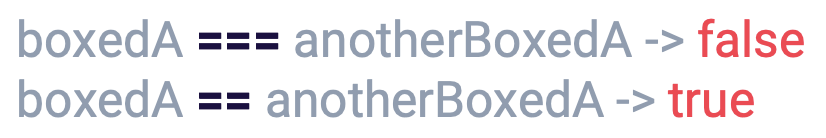 boxedA === anotherBoxedA -> false
boxedA == anotherBoxedA -> true